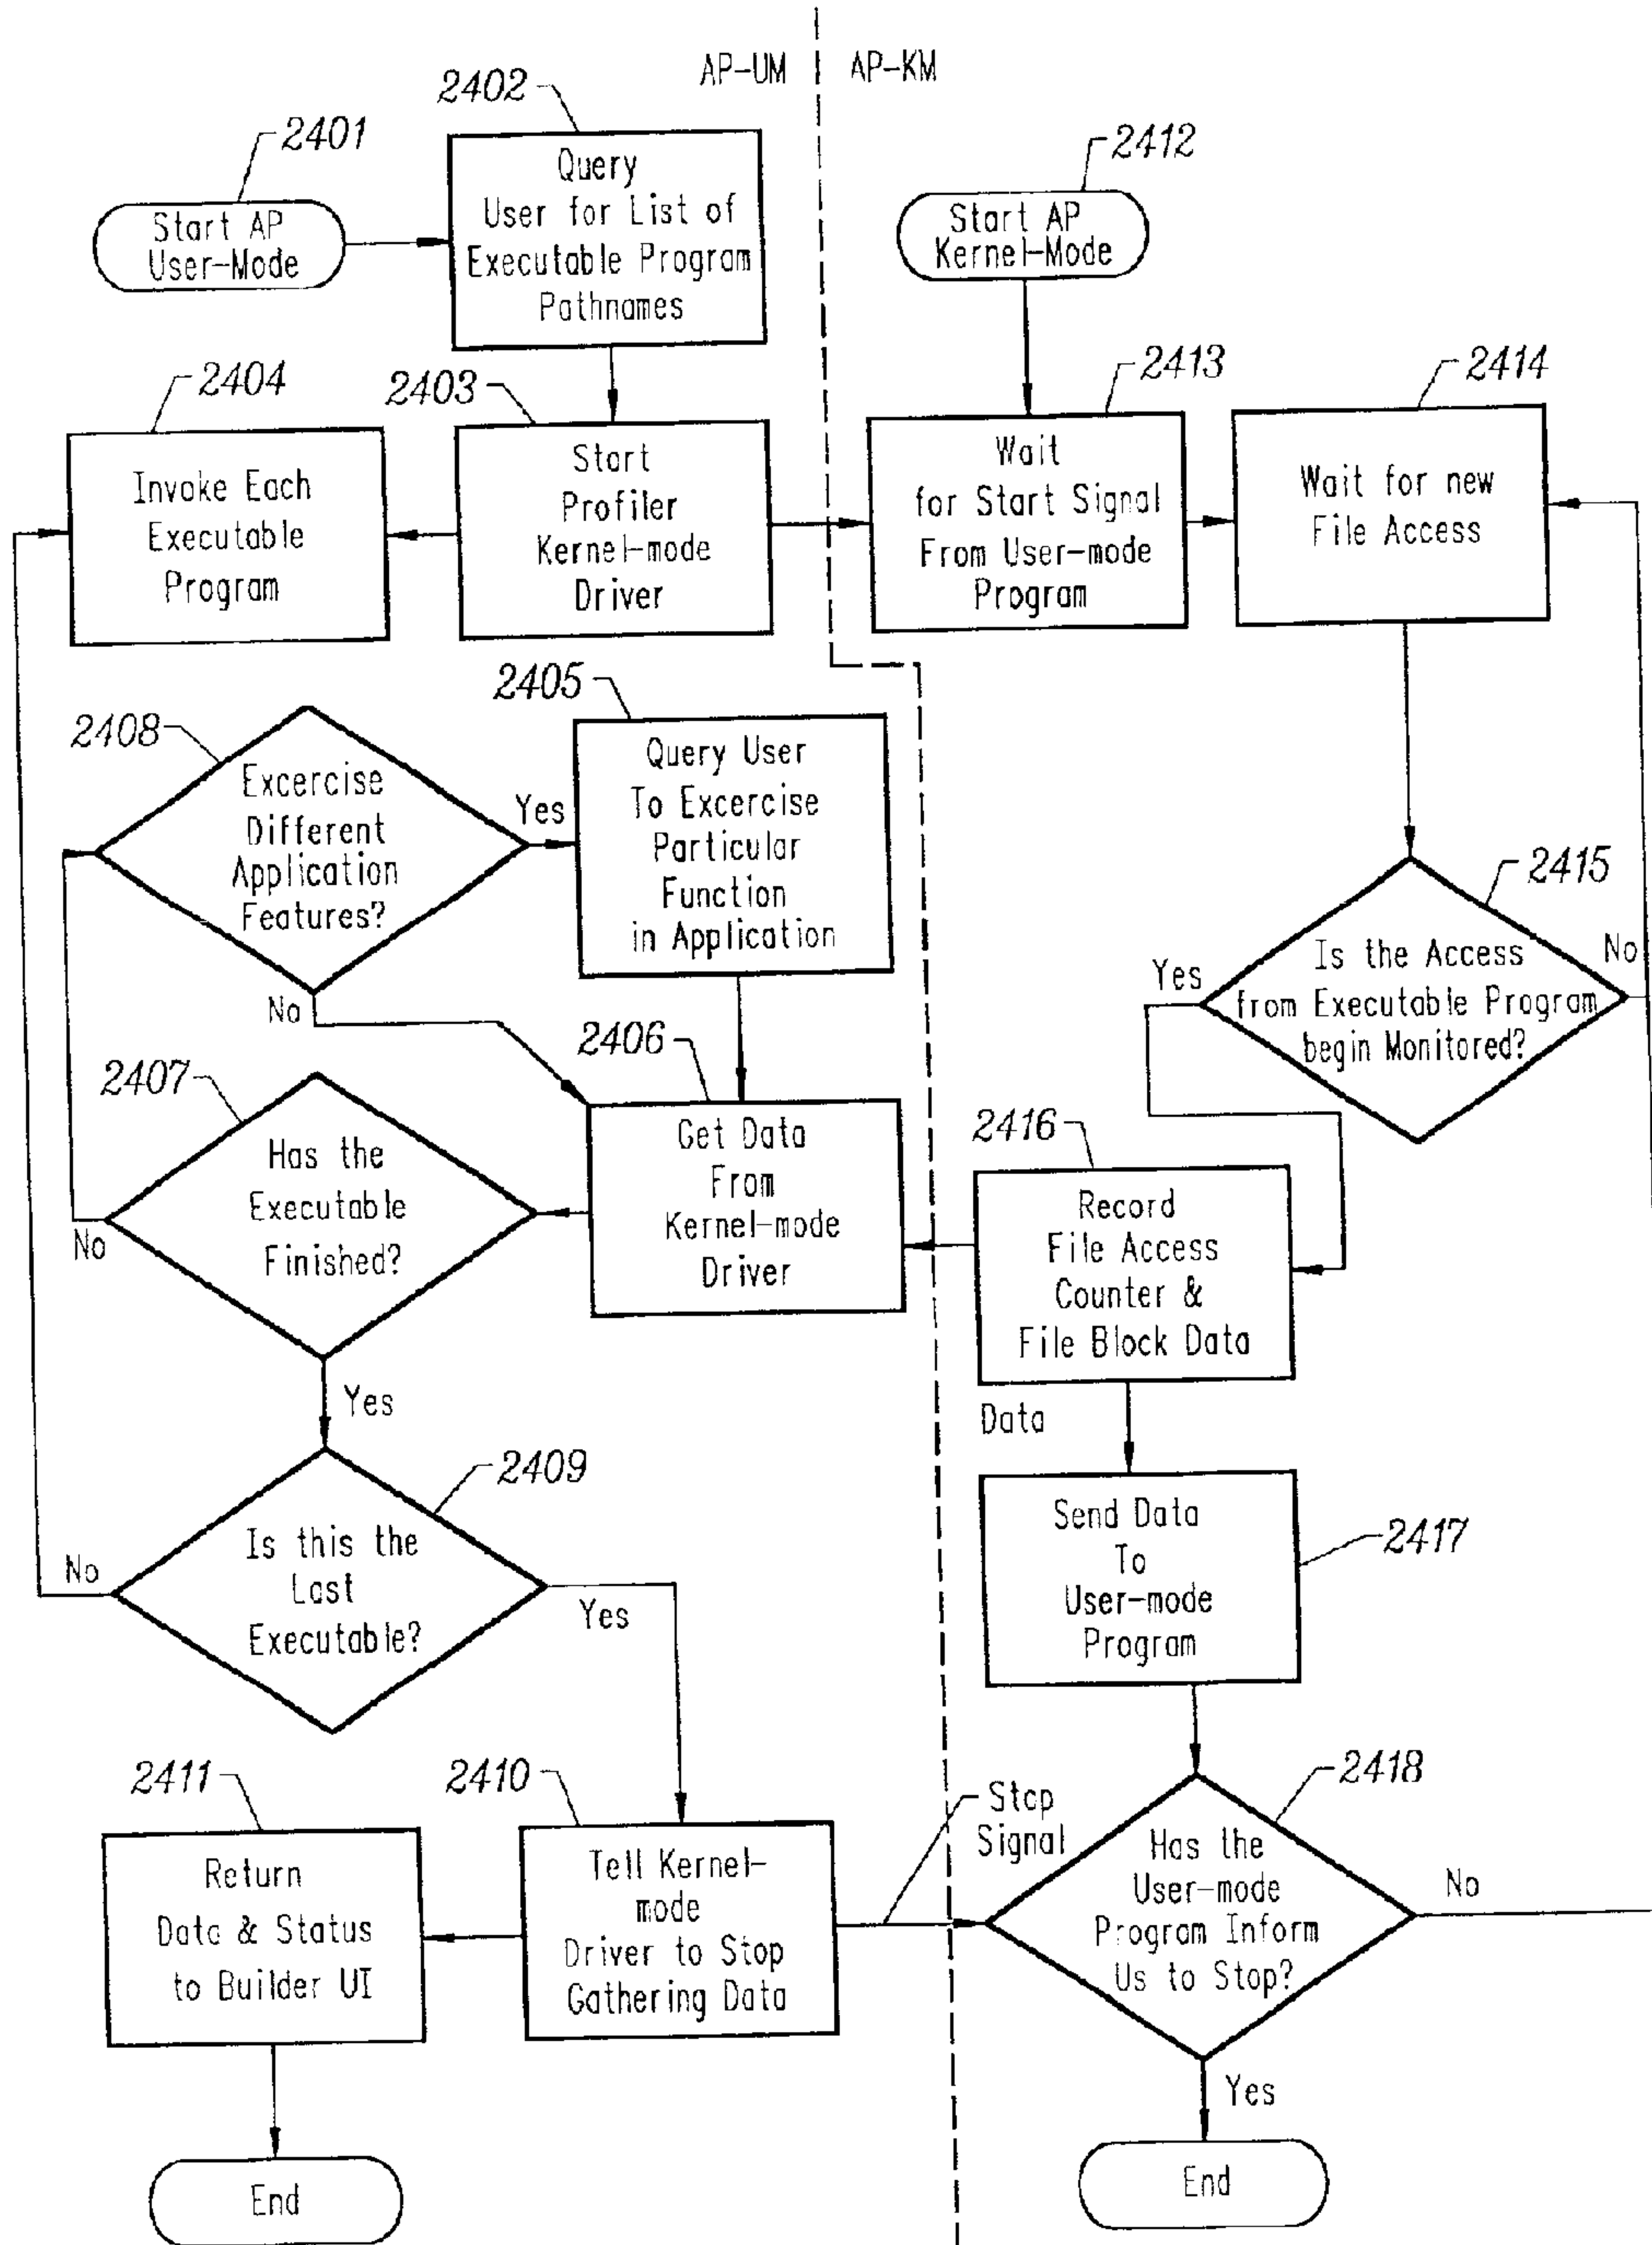 AP-UM
AP-KM
2401
Start AP
User-Mode
2402
Query
User for List of
Executable Program
Pathnames
2412
Start AP
Kernel-Mode
2404
Invoke Each
Executable
Program
2403
Start
Profiler
Kernel-mode
Driver
2413
Wait
for Start Signal
From User-mode
Program
2414
Wait for new
File Access
2408
Excercise
Different
Application
Features?
Yes
No
2405
Query User
To Excercise
Particular
Function
in Application
2415
Is the Access
from Executable Program
begin Monitored?
Yes
No
2407
Has the
Executable
Finished?
No
Yes
2406
Get Data
From
Kernel-mode
Driver
2416
Record
File Access
Counter &
File Block Data
Data
2409
Is this the
Last
Executable?
No
Yes
2417
Send Data
To
User-mode
Program
2411
Return
Data & Status
to Builder UI
2410
Tell Kernel-
mode
Driver to Stop
Gathering Data
Stop
Signal
2418
Has the
User-mode
Program Inform
Us to Stop?
No
Yes
End
End